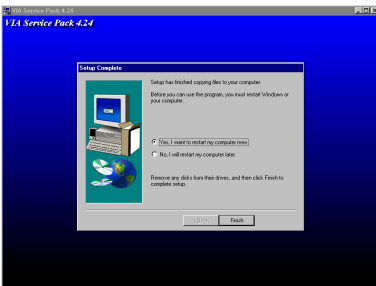 VIA Service Pack 4.24
VIA Service Pack 4.24
Setup Complete
Setup has finished copying files to your computer.
Before you can use the program, you must restart Windows or
your computer.
Yes, I want to restart my computer now.
No, I will restart my computer later.
Remove any disks from their drives, and then click Finish to
complete setup.
Finish